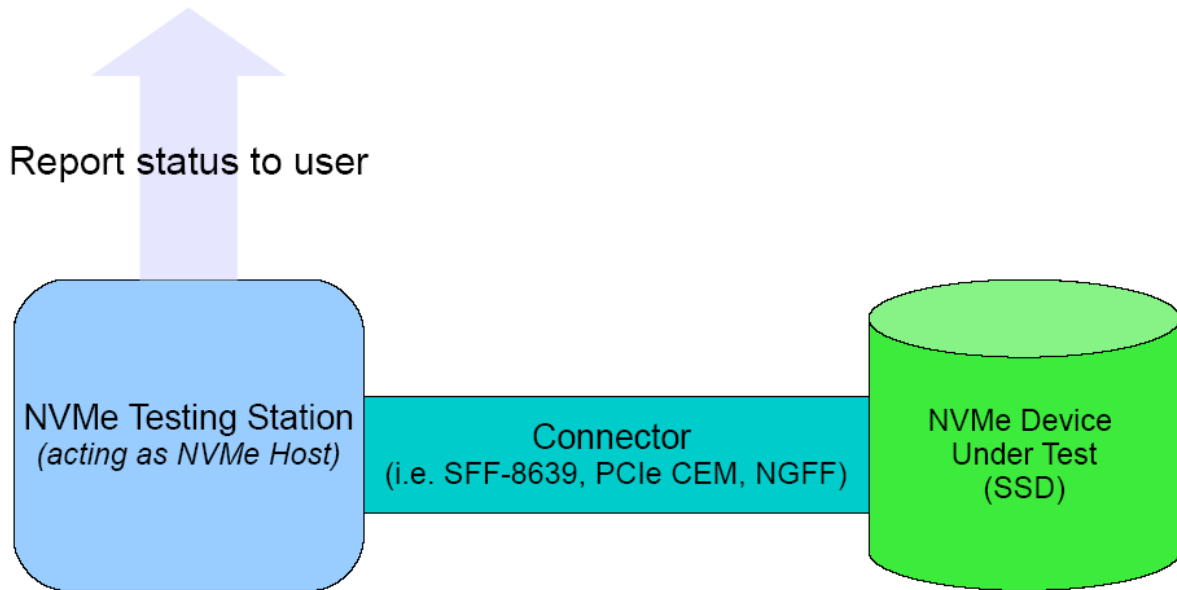 Report status to user
NVMe Testing Station
(acting as NVMe Host)
Connector
(i.e. SFF-8639, PCIe CEM, NGFF)
NVMe Device
Under Test
(SSD)